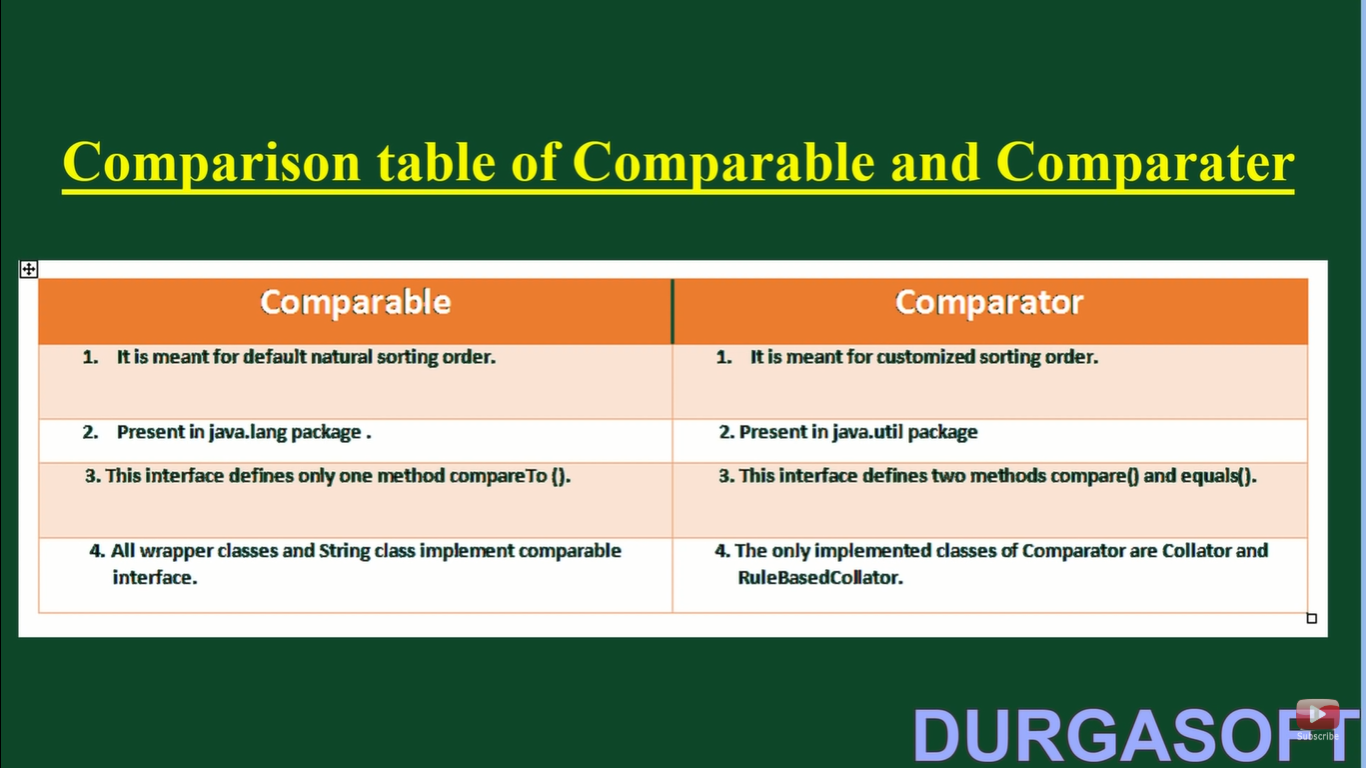 Comparison table of Comparable and Comparater
Comparable
Comparator
1. It is meant for default natural sorting order.
1. It is meant for customized sorting order.
2. Present in java.lang package .
2. Present in java.util package
3. This interface defines only one method compareTo ().
3. This interface defines two methods compare() and equals().
4. All wrapper classes and String class implement comparable
interface.
4. The only implemented classes of Comparator are Collator and
RuleBasedCollator.
DURGASOFT
Subscribe